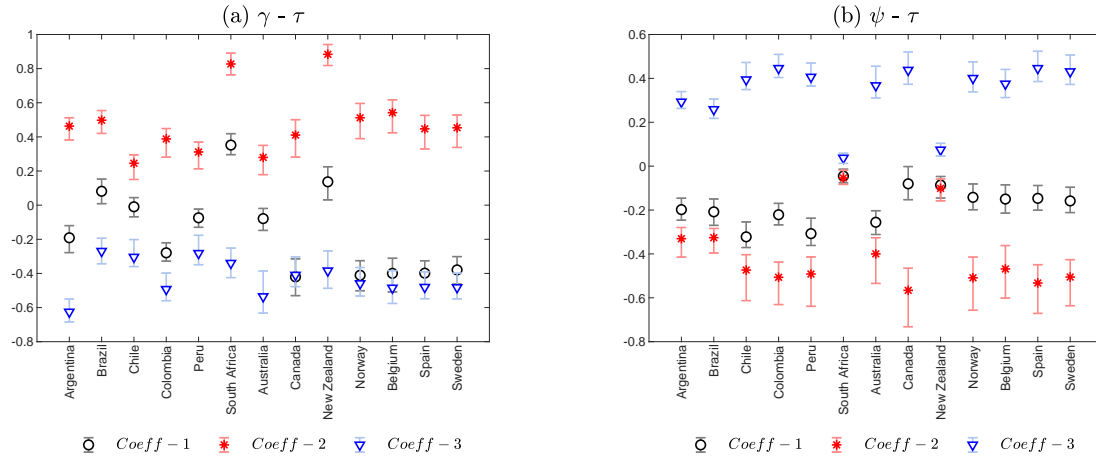 (a) γ - τ
1
0.8
0.6
0.4
0.2
0
-0.2
-0.4
-0.6
-0.8
Argentina
Brazil
Chile
Colombia
Peru
South Africa
Australia
Canada
New Zealand
Norway
Belgium
Spain
Sweden
Coeff − 1 Coeff − 2 Coeff − 3
(b) ψ - τ
0.6
0.4
0.2
0
-0.2
-0.4
-0.6
-0.8
Argentina
Brazil
Chile
Colombia
Peru
South Africa
Australia
Canada
New Zealand
Norway
Belgium
Spain
Sweden
Coeff − 1 Coeff − 2 Coeff − 3